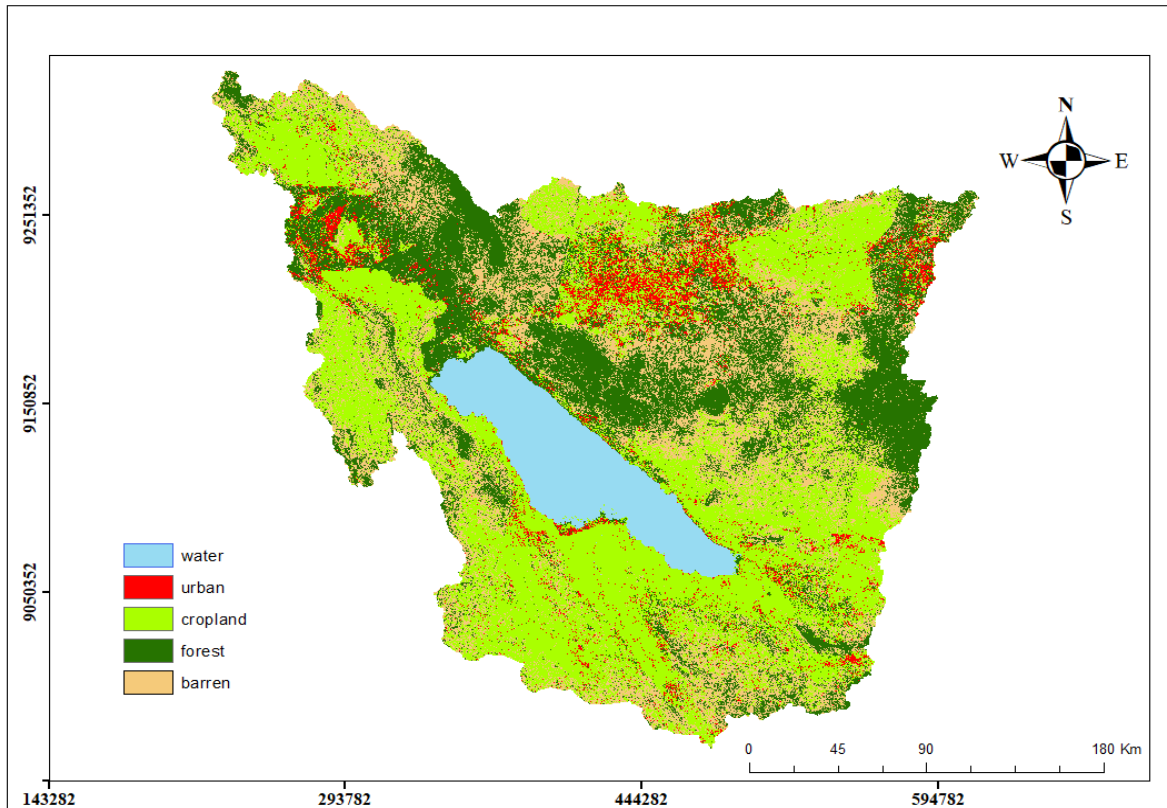 N
W E
S
9251352
9150852
9050352
water
urban
cropland
forest
barren
0 45 90 180 Km
143282 293782 444282 594782